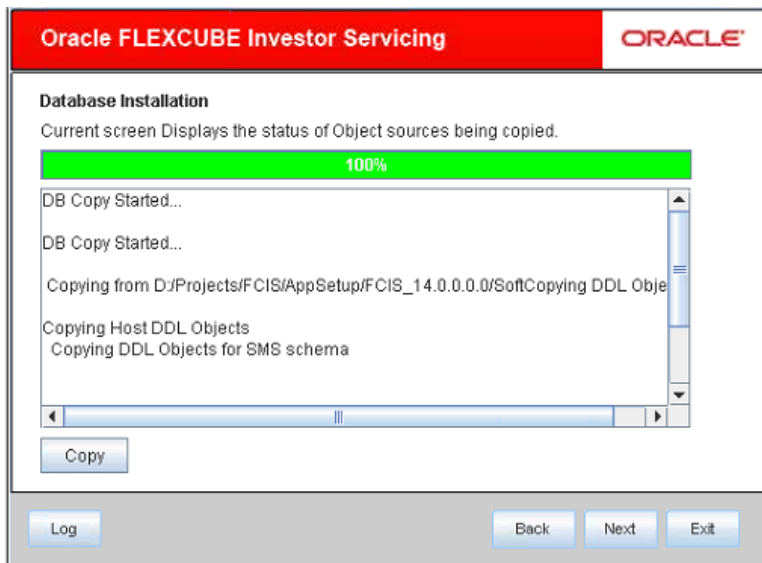 Oracle FLEXCUBE Investor Servicing
ORACLE
Database Installation
Current screen Displays the status of Object sources being copied.
100%
DB Copy Started...
DB Copy Started...
Copying from D:/Projects/FCIS/AppSetup/FCIS_14.0.0.0.0/SoftCopying DDL Obje
Copying Host DDL Objects
Copying DDL Objects for SMS schema
Copy
Log
Back
Next
Exit